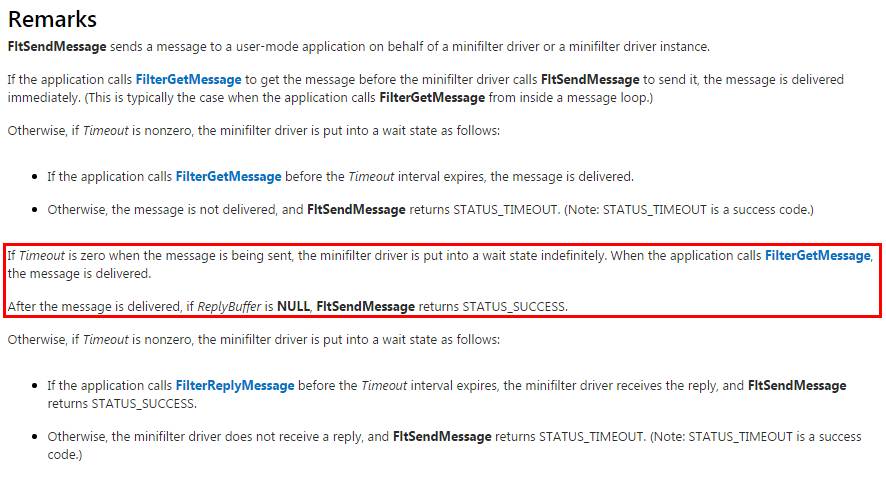 Remarks
FltSendMessage sends a message to a user-mode application on behalf of a minifilter driver or a minifilter driver instance.
If the application calls FilterGetMessage to get the message before the minifilter driver calls FltSendMessage to send it, the message is delivered
immediately. (This is typically the case when the application calls FilterGetMessage from inside a message loop.)
Otherwise, if Timeout is nonzero, the minifilter driver is put into a wait state as follows:
• If the application calls FilterGetMessage before the Timeout interval expires, the message is delivered.
• Otherwise, the message is not delivered, and FltSendMessage returns STATUS_TIMEOUT. (Note: STATUS_TIMEOUT is a success code.)
If Timeout is zero when the message is being sent, the minifilter driver is put into a wait state indefinitely. When the application calls FilterGetMessage,
the message is delivered.
After the message is delivered, if ReplyBuffer is NULL, FltSendMessage returns STATUS_SUCCESS.
Otherwise, if Timeout is nonzero, the minifilter driver is put into a wait state as follows:
• If the application calls FilterReplyMessage before the Timeout interval expires, the minifilter driver receives the reply, and FltSendMessage
returns STATUS_SUCCESS.
• Otherwise, the minifilter driver does not receive a reply, and FltSendMessage returns STATUS_TIMEOUT. (Note: STATUS_TIMEOUT is a success
code.)